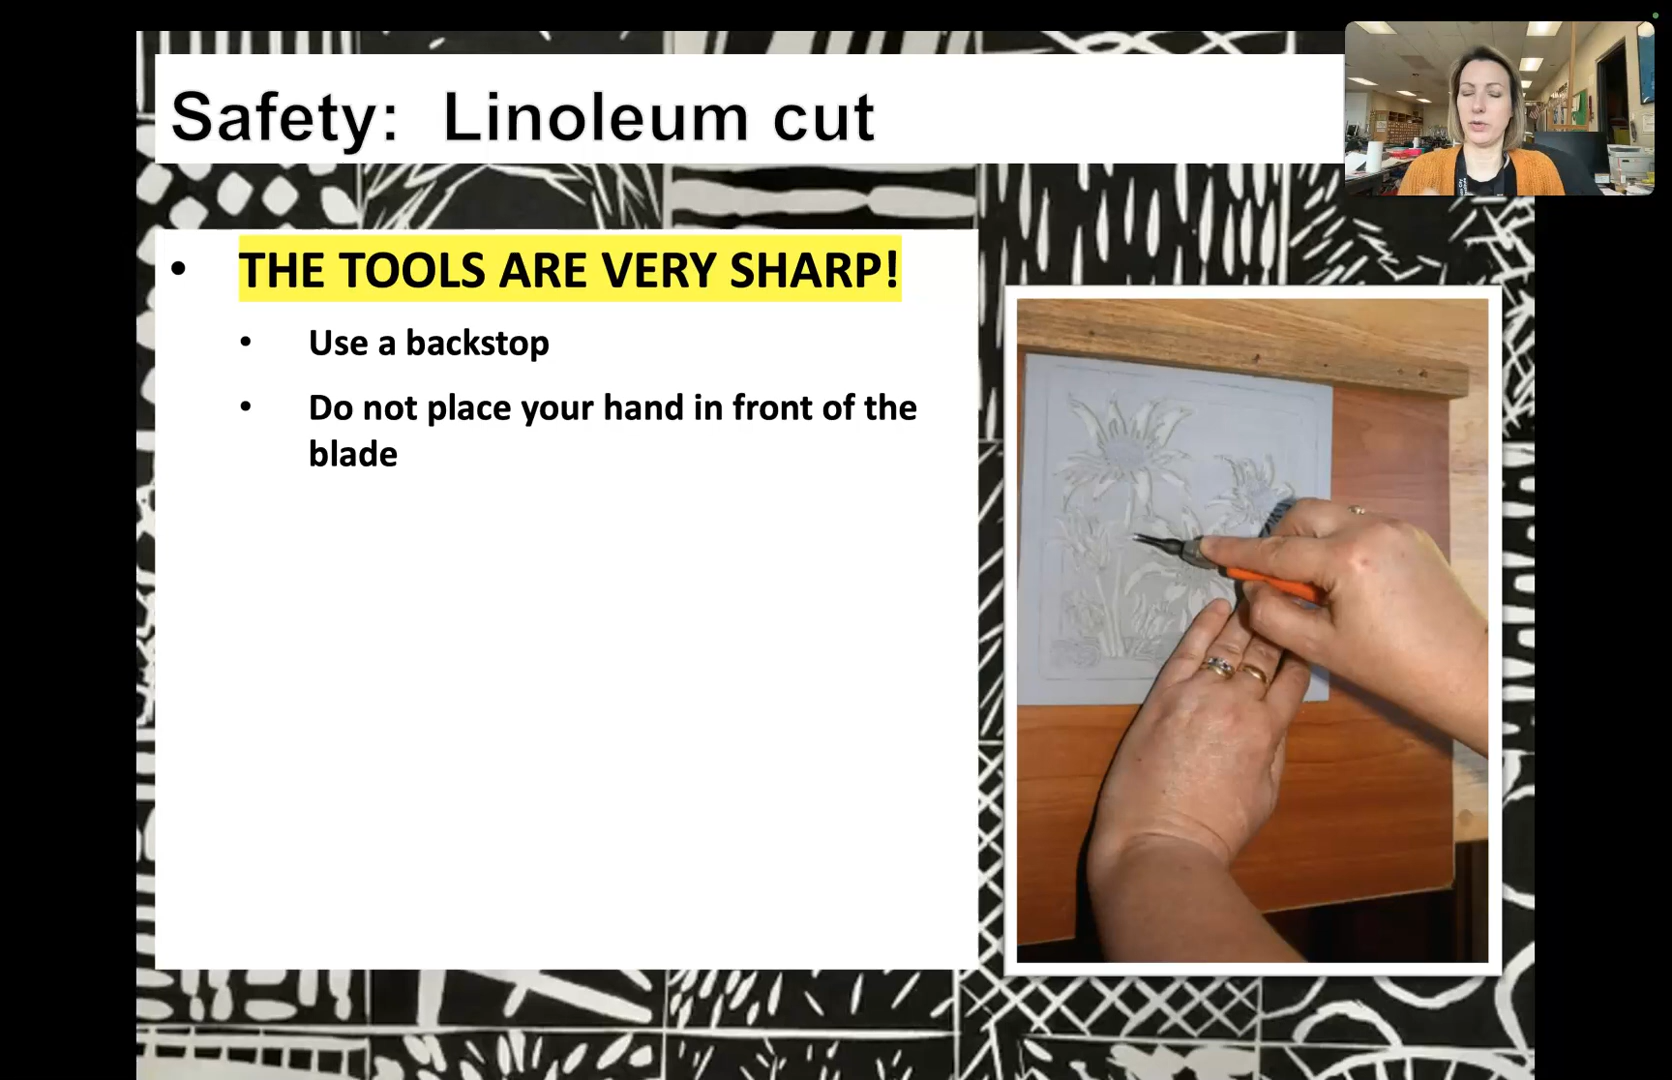 Safety: Linoleum cut
• THE TOOLS ARE VERY SHARP!
• Use a backstop
• Do not place your hand in front of the
blade